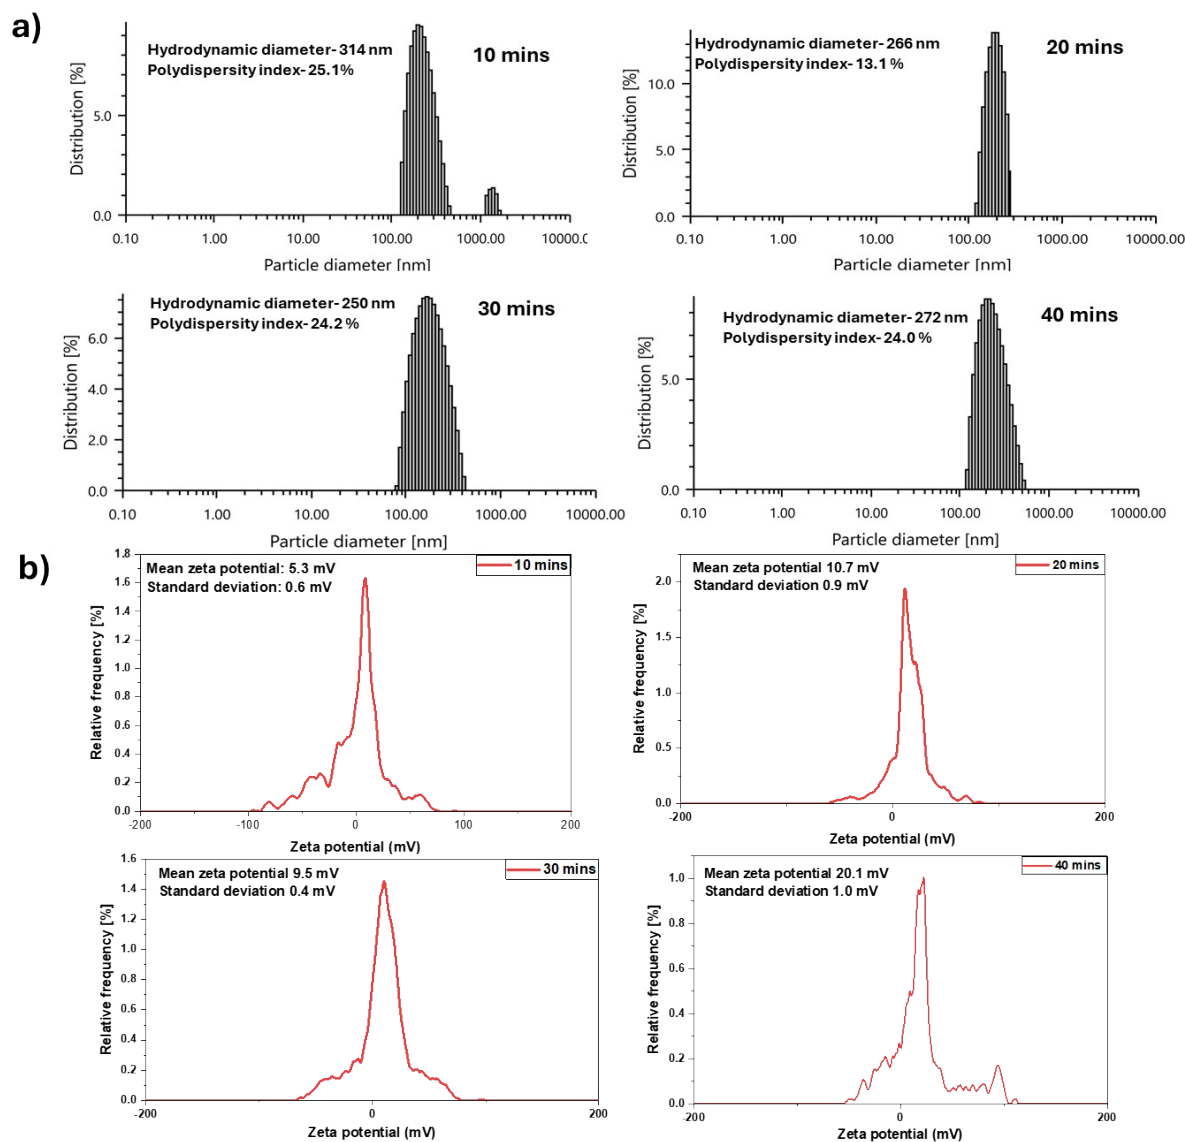 a)
Hydrodynamic diameter- 314 nm
Polydispersity index- 25.1%
10 mins
Distribution [%]
5.0
0.0
0.10 1.00 10.00 100.00 1000.00 10000.0
Particle diameter [nm]
Hydrodynamic diameter- 266 nm
Polydispersity index- 13.1 %
20 mins
Distribution [%]
10.0
5.0
0.0
0.10 1.00 10.00 100.00 1000.00 10000.00
Particle diameter [nm]
Hydrodynamic diameter- 250 nm
Polydispersity index- 24.2 %
30 mins
Distribution [%]
6.0
4.0
2.0
0.0
0.10 1.00 10.00 100.00 1000.00 10000.00
Particle diameter [nm]
Hydrodynamic diameter- 272 nm
Polydispersity index- 24.0 %
40 mins
Distribution [%]
5.0
0.0
0.10 1.00 10.00 100.00 1000.00 10000.00
Particle diameter [nm]
b)
Mean zeta potential: 5.3 mV
Standard deviation: 0.6 mV
10 mins
Relative frequency [%]
1.8
1.6
1.4
1.2
1.0
0.8
0.6
0.4
0.2
0.0
-200 -100 0 100 200
Zeta potential (mV)
Mean zeta potential 10.7 mV
Standard deviation 0.9 mV
20 mins
Relative frequency [%]
2.0
1.5
1.0
0.5
0.0
-200 0 200
Zeta potential (mV)
Mean zeta potential 9.5 mV
Standard deviation 0.4 mV
30 mins
Relative frequency [%]
1.6
1.4
1.2
1.0
0.8
0.6
0.4
0.2
0.0
-200 0 200
Zeta potential (mV)
Mean zeta potential 20.1 mV
Standard deviation 1.0 mV
40 mins
Relative frequency [%]
1.0
0.8
0.6
0.4
0.2
0.0
-200 0 200
Zeta potential (mV)